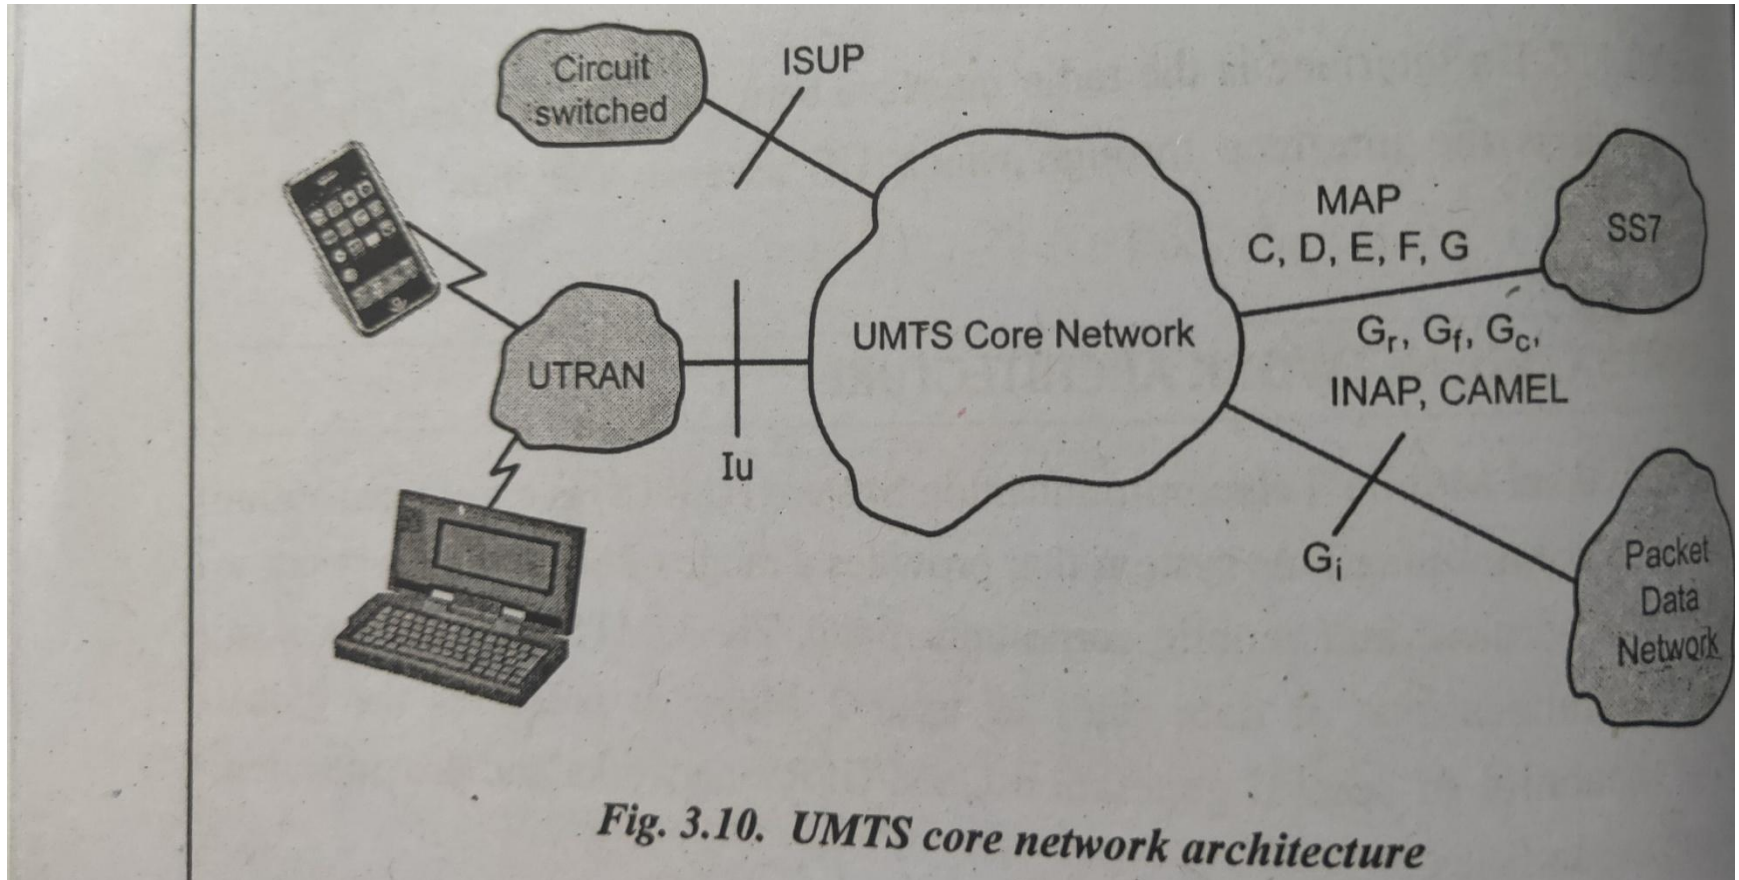 Circuit
switched
ISUP
MAP
C, D, E, F, G
SS7
UTRAN
Iu
UMTS Core Network
Gr, Gf, Gc,
INAP, CAMEL
Gi
Packet
Data
Network
Fig. 3.10. UMTS core network architecture